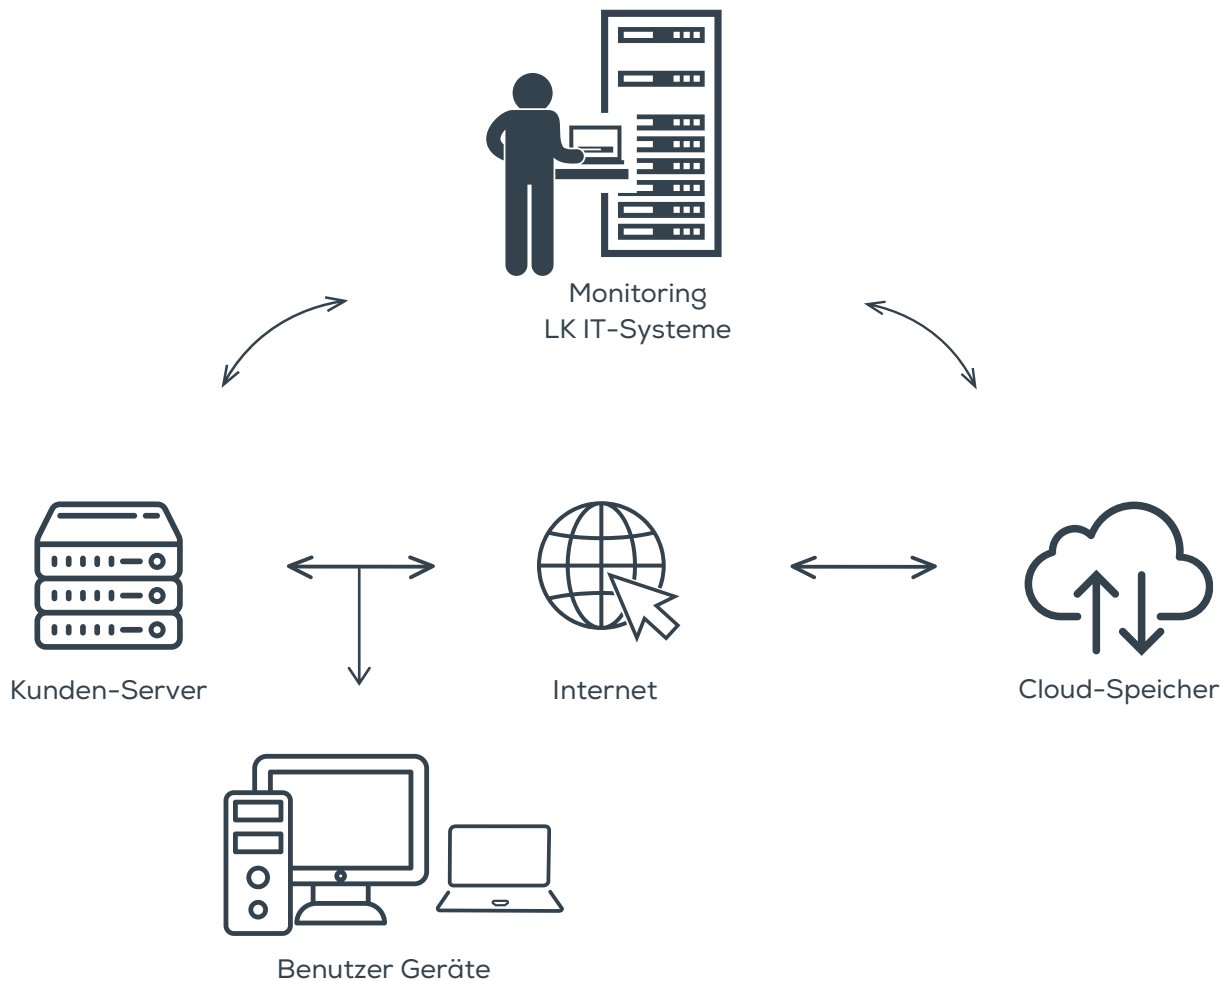 Monitoring
LK IT-Systeme
Kunden-Server
Internet
Cloud-Speicher
Benutzer Geräte